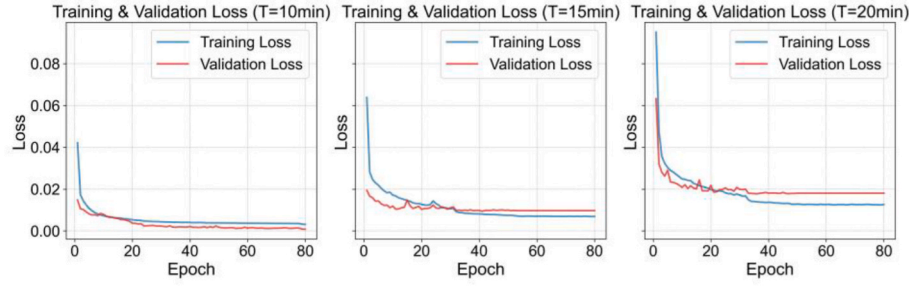 Training & Validation Loss (T=10min)
Training Loss
Validation Loss
Loss
0.08
0.06
0.04
0.02
0.00
0
20
40
60
80
Epoch
Training & Validation Loss (T=15min)
Training Loss
Validation Loss
Loss
0
20
40
60
80
Epoch
Training & Validation Loss (T=20min)
Training Loss
Validation Loss
Loss
0
20
40
60
80
Epoch